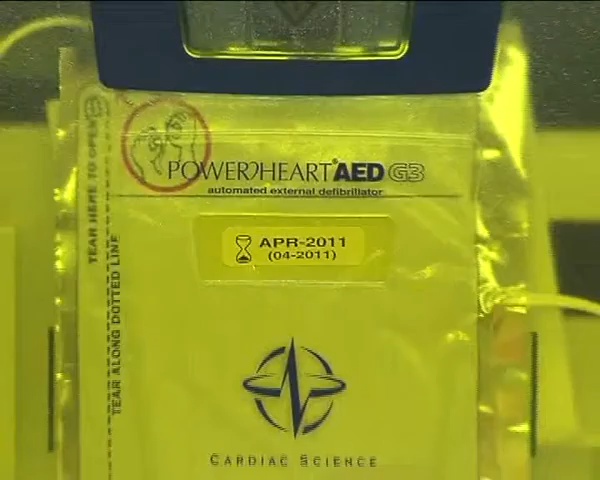 POWERHEART® AED G3
automated external defibrillator
APR-2011
(04-2011)
CARDIAC SCIENCE
TEAR HERE TO OPEN
TEAR ALONG DOTTED LINE